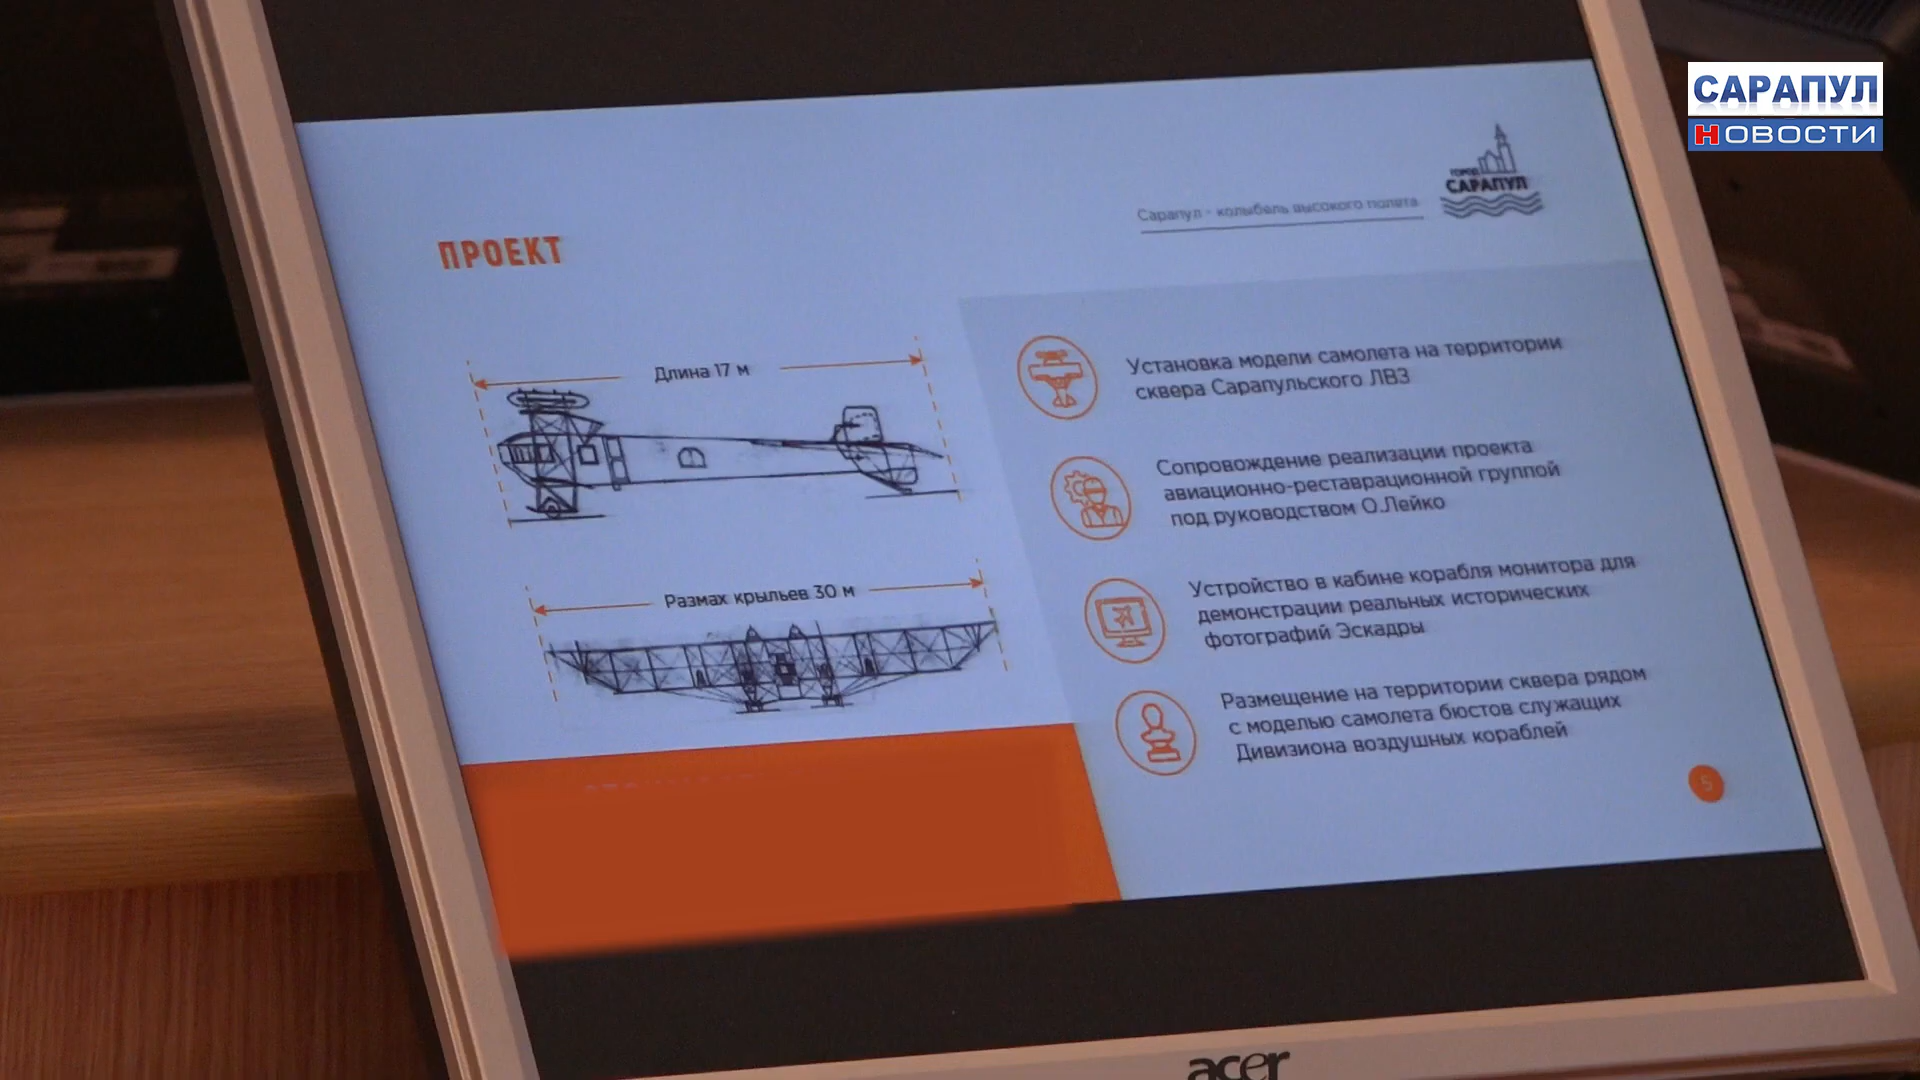 САРАПУЛ
НОВОСТИ
ГОРОД
САРАПУЛ
Сарапул - колыбель высокого полета
ПРОЕКТ
Длина 17 м
Размах крыльев 30 м
Установка модели самолета на территории
сквера Сарапульского ЛВЗ
Сопровождение реализации проекта
авиационно-реставрационной группой
под руководством О.Лейко
Устройство в кабине корабля монитора для
демонстрации реальных исторических
фотографий Эскадры
Размещение на территории сквера рядом
с моделью самолета бюстов служащих
Дивизиона воздушных кораблей
5
acer